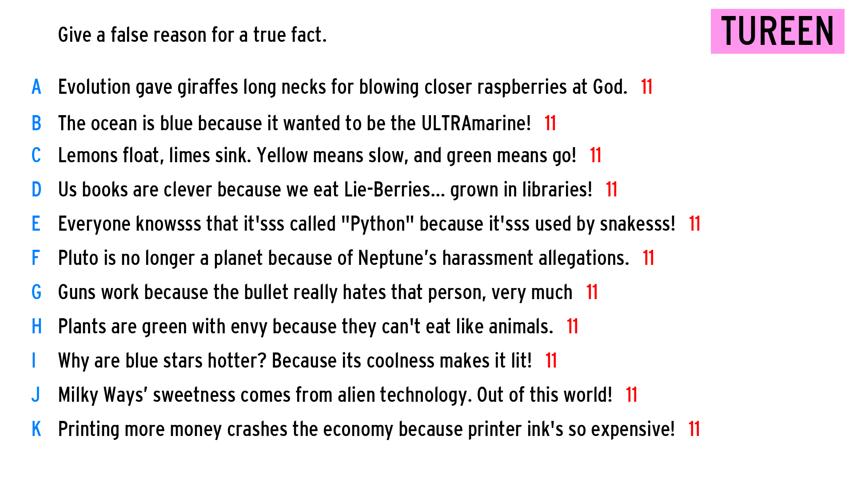 Give a false reason for a true fact.
TUREEN
A Evolution gave giraffes long necks for blowing closer raspberries at God. 11
B The ocean is blue because it wanted to be the ULTRAmarine! 11
C Lemons float, limes sink. Yellow means slow, and green means go! 11
D Us books are clever because we eat Lie-Berries... grown in libraries! 11
E Everyone knowsss that it'sss called "Python" because it'sss used by snakesss! 11
F Pluto is no longer a planet because of Neptune’s harassment allegations. 11
G Guns work because the bullet really hates that person, very much 11
H Plants are green with envy because they can't eat like animals. 11
I Why are blue stars hotter? Because its coolness makes it lit! 11
J Milky Ways’ sweetness comes from alien technology. Out of this world! 11
K Printing more money crashes the economy because printer ink's so expensive! 11